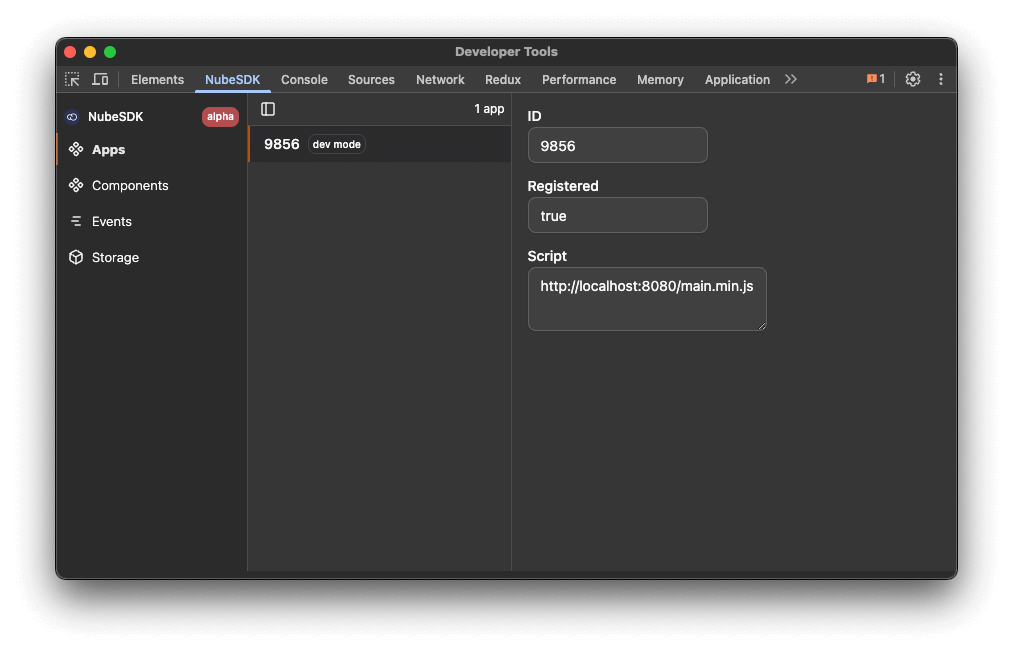 Developer Tools
Elements NubeSDK Console Sources Network Redux Performance Memory Application 1
NubeSDK alpha
Apps
Components
Events
Storage
1 app
9856 dev mode
ID
9856
Registered
true
Script
http://localhost:8080/main.min.js